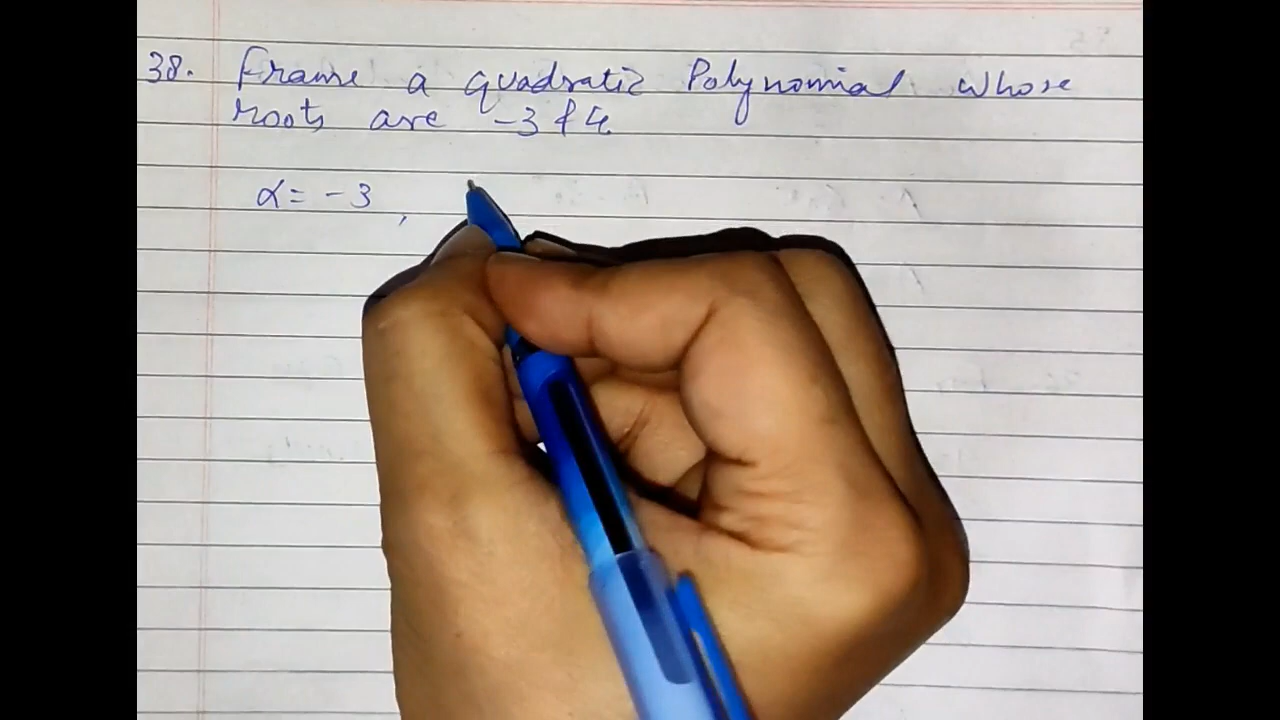 38. Frame a quadratic Polynomial whose
roots are -3 & 4
α = -3 ,